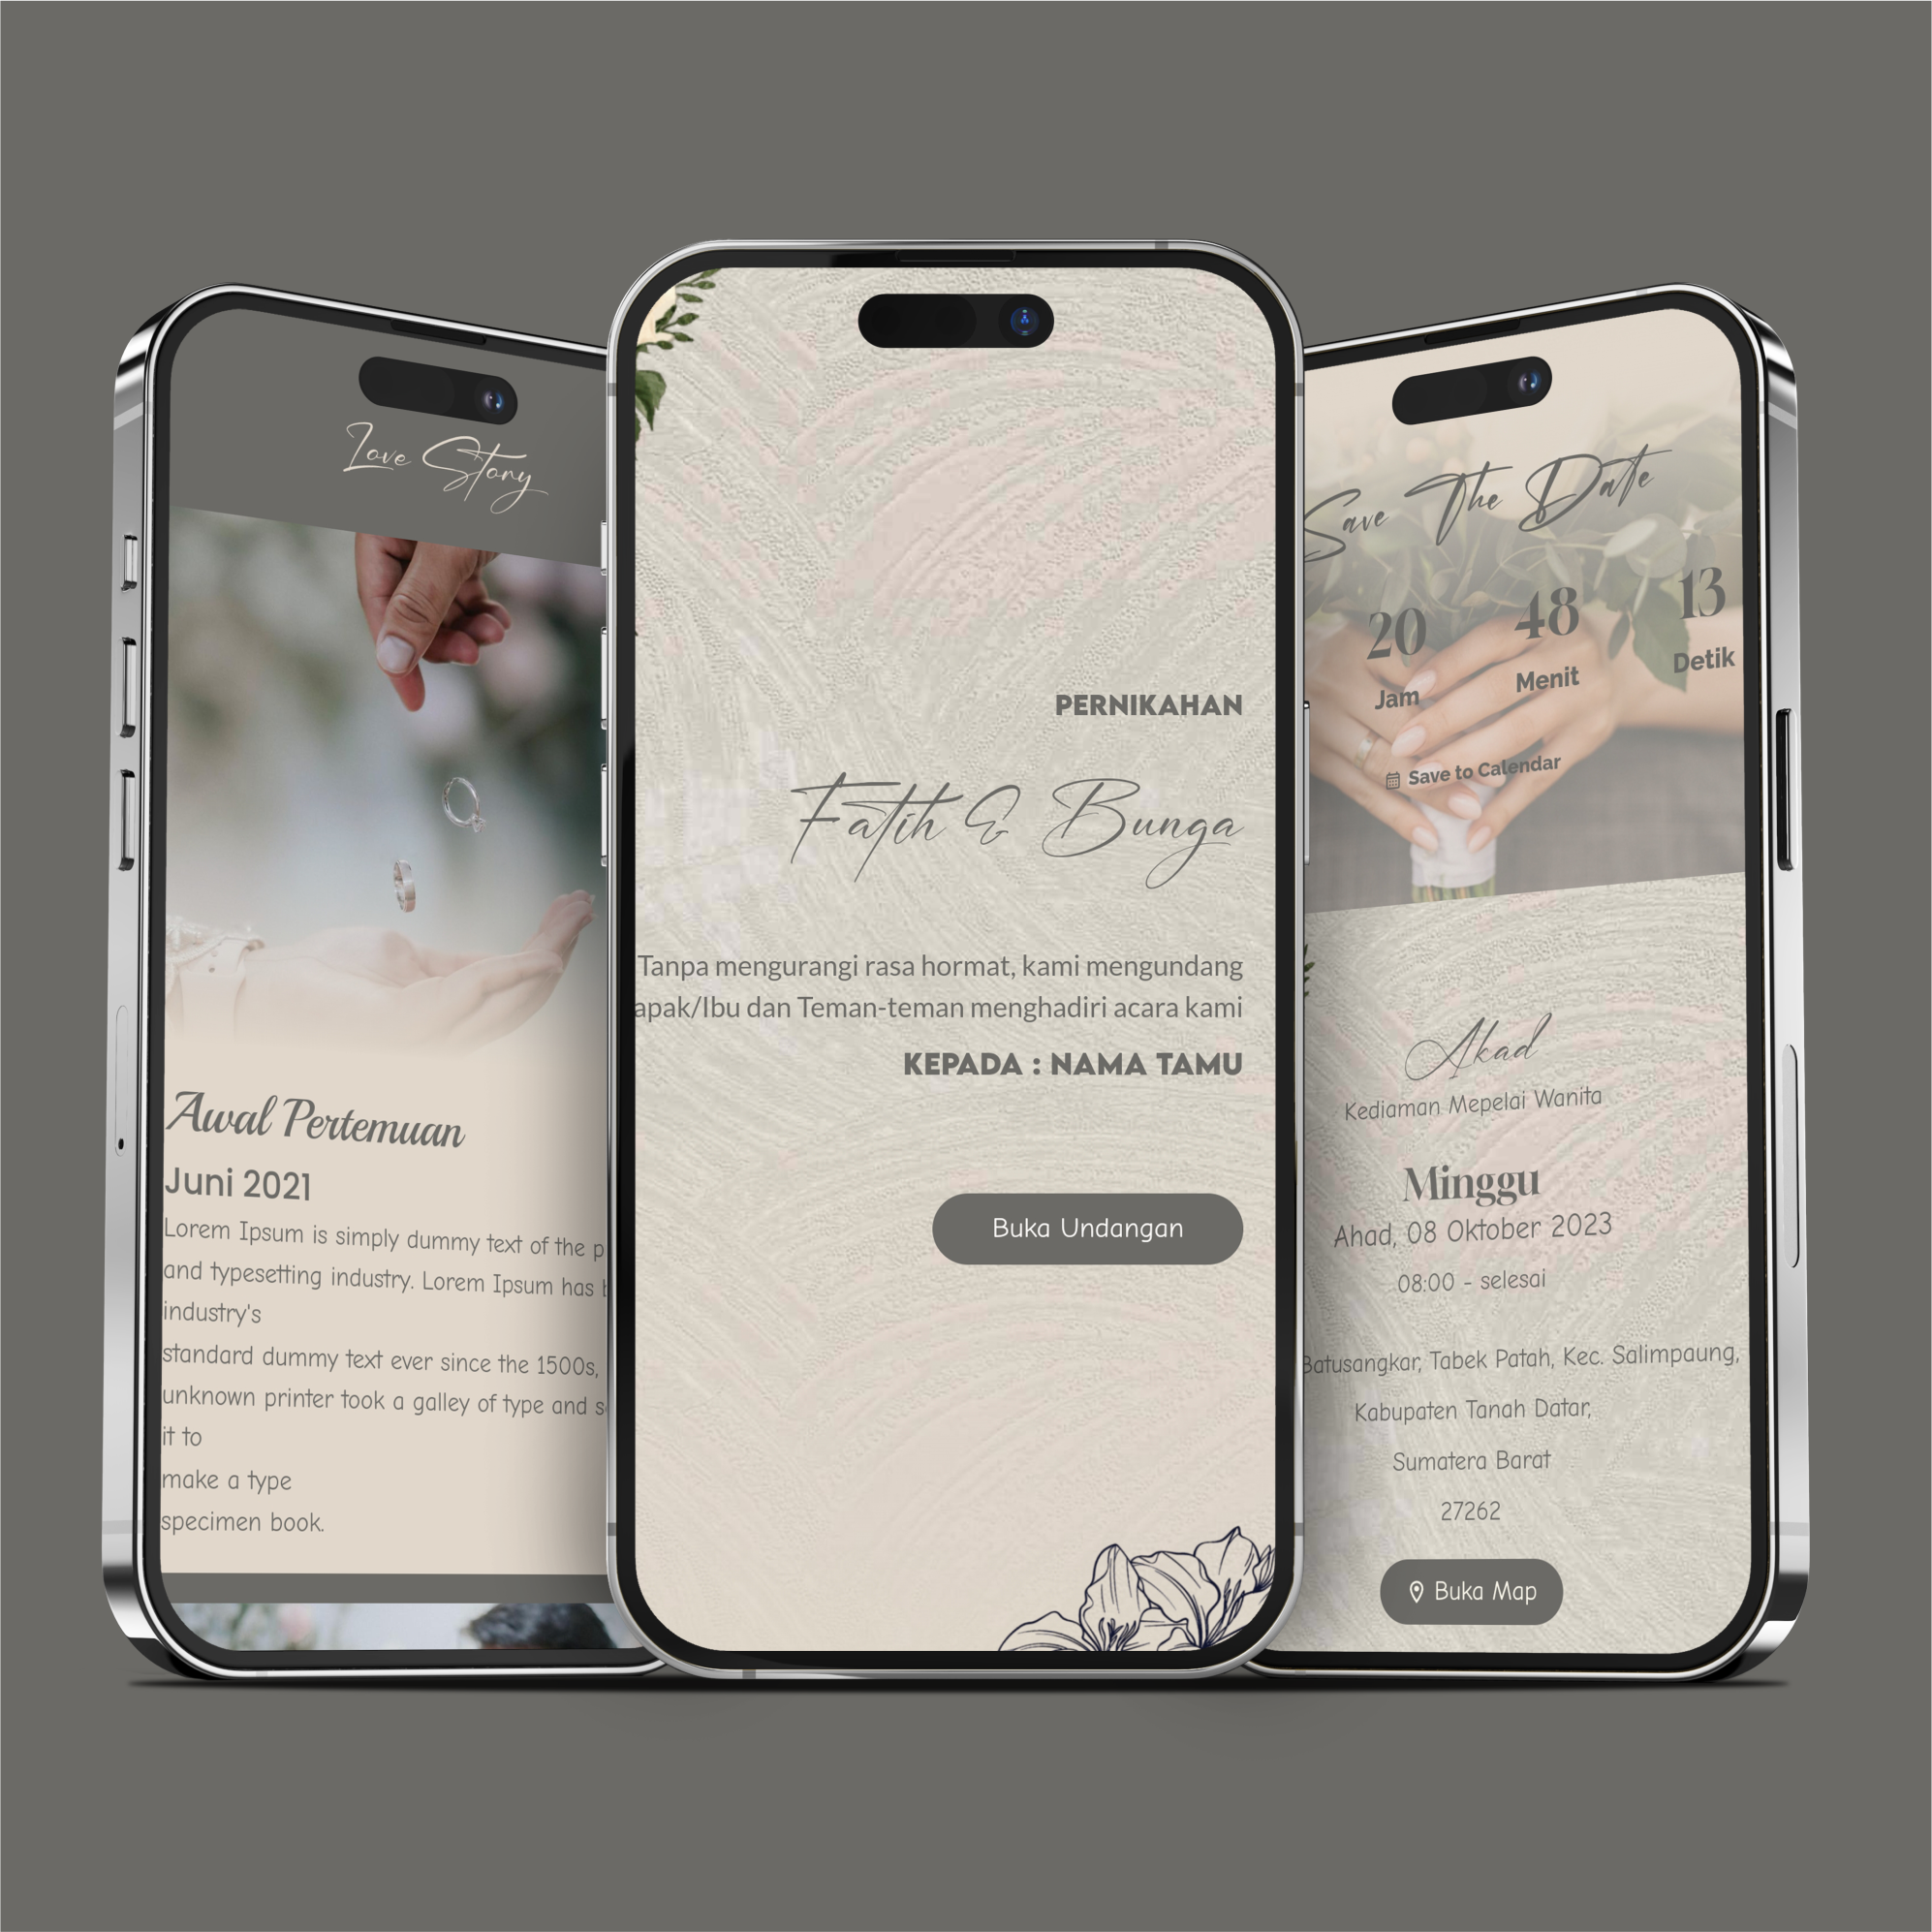 Love Story
Awal Pertemuan
Juni 2021
Lorem Ipsum is simply dummy text of the
and typesetting industry. Lorem Ipsum has
industry's
standard dummy text ever since the 1500s,
unknown printer took a galley of type and
it to
make a type
specimen book.
PERNIKAHAN
Fatih & Bunga
Tanpa mengurangi rasa hormat, kami mengundang
apak/Ibu dan Teman-teman menghadiri acara kami
KEPADA : NAMA TAMU
Buka Undangan
Save The Date
20 48 13
Jam Menit Detik
Save to Calendar
Akad
Kediaman Mepelai Wanita
Minggu
Ahad, 08 Oktober 2023
08:00 - selesai
Batusangkar, Tabek Patah, Kec. Salimpaung,
Kabupaten Tanah Datar,
Sumatera Barat
27262
Buka Map